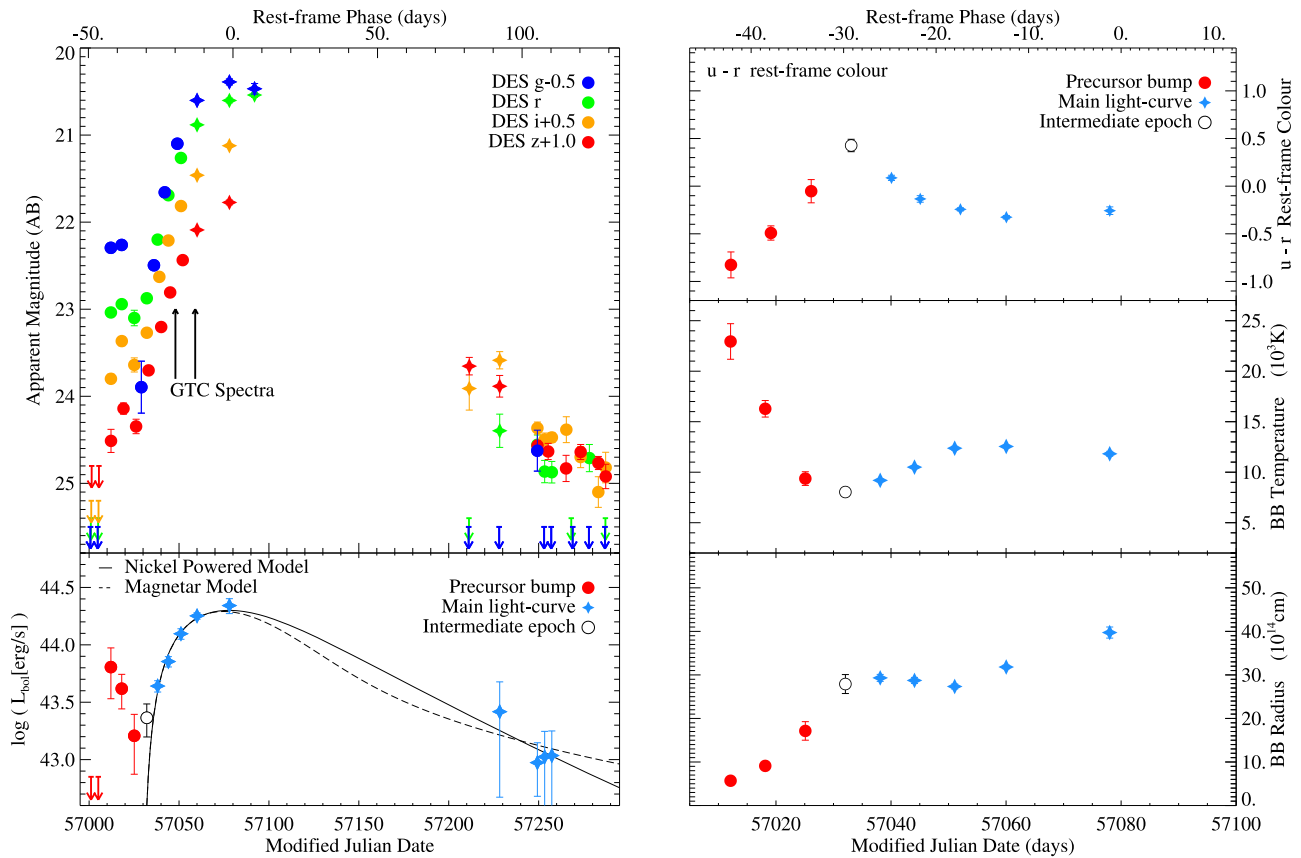 Rest-frame Phase (days)
-50. 0. 50. 100.
20
21
22
23
24
25
Apparent Magnitude (AB)
DES g-0.5
DES r
DES i+0.5
DES z+1.0
GTC Spectra
Nickel Powered Model
Magnetar Model
Precursor bump
Main light-curve
Intermediate epoch
44.5
44.0
43.5
43.0
log ( L_bol[erg/s] )
57000 57050 57100 57150 57200 57250
Modified Julian Date
Rest-frame Phase (days)
-40. -30. -20. -10. 0. 10.
u - r rest-frame colour
Precursor bump
Main light-curve
Intermediate epoch
1.0
0.5
0.0
-0.5
-1.0
u - r Rest-frame Colour
25.
20.
15.
10.
5.
BB Temperature (10³K)
50.
40.
30.
20.
10.
0.
BB Radius (10¹⁴cm)
57020 57040 57060 57080 57100
Modified Julian Date (days)